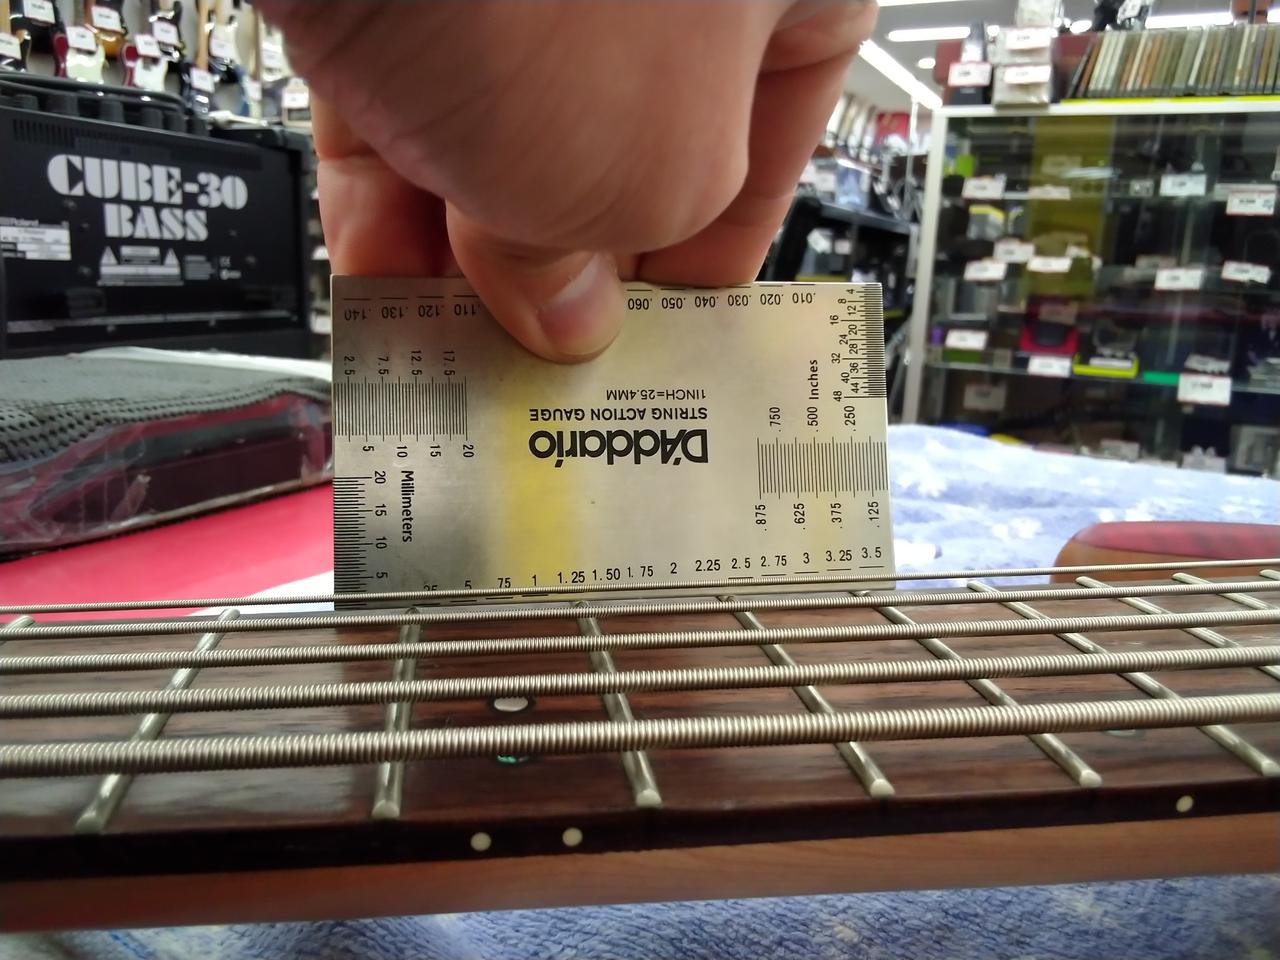 CUBE-30
BASS
Roland
.140 .130 .120 .110 .060 .050 .040 .030 .020 .010
4
8
12
16
20
24
28
32
36
40
44
48
2.5 7.5 12.5 17.5
5 10 15 20
Millimeters
20
15
10
5
1INCH=25.4MM
STRING ACTION GAUGE
D'Addario
Inches
.750 .500 .250
.875 .625 .375 .125
75 1 1.25 1.50 1.75 2 2.25 2.5 2.75 3 3.25 3.5